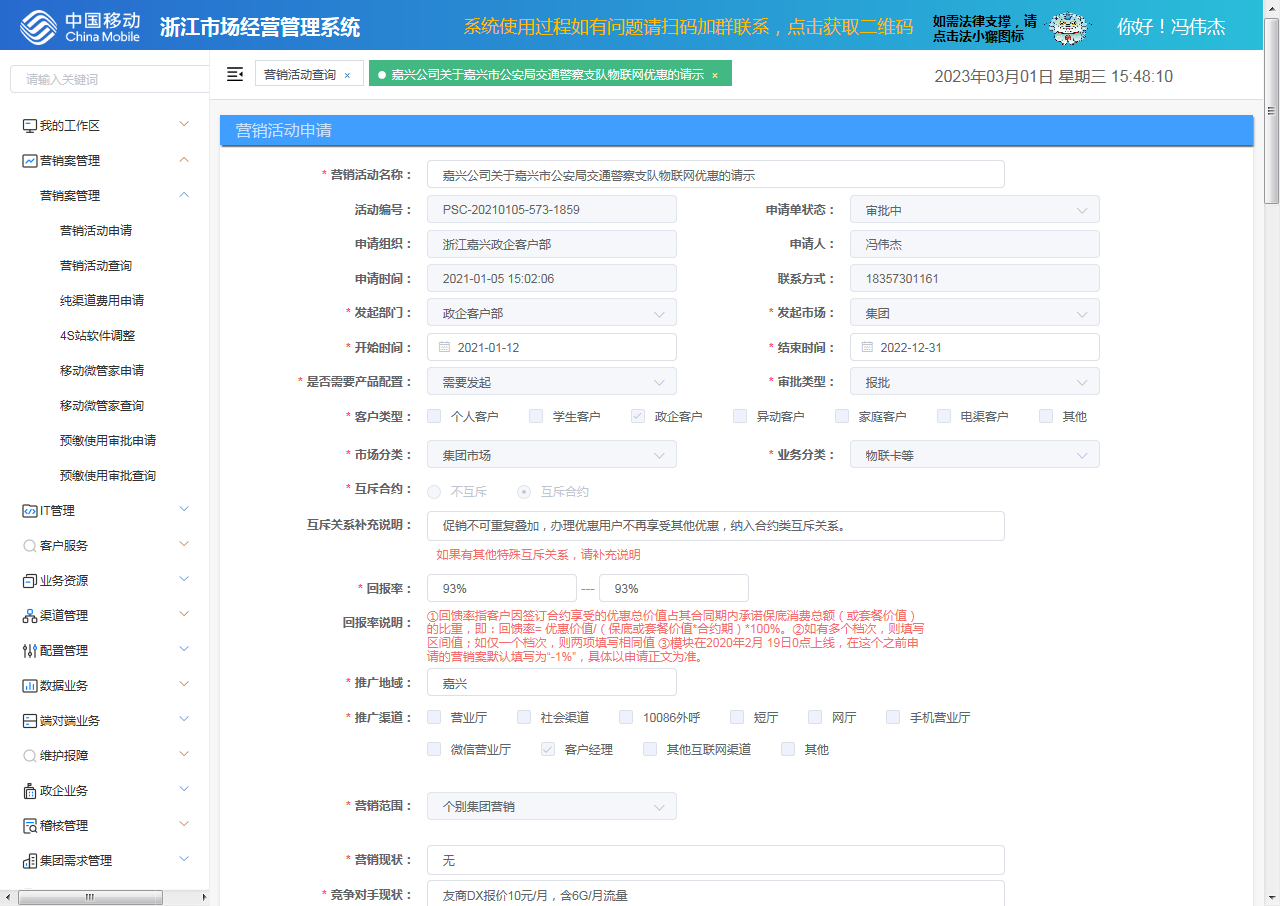 中国移动
China Mobile
浙江市场经营管理系统
系统使用过程如有问题请扫码加群联系，点击获取二维码
如需法律支撑，请
点击法小獬图标
你好！冯伟杰
请输入关键词
营销活动查询 ×
嘉兴公司关于嘉兴市公安局交通警察支队物联网优惠的请示 ×
2023年03月01日 星期三 15:48:10
我的工作区
营销案管理
营销案管理
营销活动申请
营销活动查询
纯渠道费用申请
4S站软件调整
移动微管家申请
移动微管家查询
预缴使用审批申请
预缴使用审批查询
IT管理
客户服务
业务资源
渠道管理
配置管理
数据业务
端对端业务
维护报障
政企业务
稽核管理
集团需求管理
营销活动申请
* 营销活动名称： 嘉兴公司关于嘉兴市公安局交通警察支队物联网优惠的请示
活动编号： PSC-20210105-573-1859 申请单状态： 审批中
申请组织： 浙江嘉兴政企客户部 申请人： 冯伟杰
申请时间： 2021-01-05 15:02:06 联系方式： 18357301161
* 发起部门： 政企客户部 * 发起市场： 集团
* 开始时间： 2021-01-12 * 结束时间： 2022-12-31
* 是否需要产品配置： 需要发起 * 审批类型： 报批
* 客户类型： 个人客户 学生客户 政企客户 异动客户 家庭客户 电渠客户 其他
* 市场分类： 集团市场 * 业务分类： 物联卡等
* 互斥合约： 不互斥 互斥合约
互斥关系补充说明： 促销不可重复叠加，办理优惠用户不再享受其他优惠，纳入合约类互斥关系。
如果有其他特殊互斥关系，请补充说明
* 回报率： 93% — 93%
回报率说明： ①回馈率指客户因签订合约享受的优惠总价值占其合同期内承诺保底消费总额（或套餐价值）
的比重，即：回馈率= 优惠价值/（保底或套餐价值*合约期）*100%。②如有多个档次，则填写
区间值；如仅一个档次，则两项填写相同值 ③模块在2020年2月 19日0点上线，在这个之前申
请的营销案默认填写为“-1%”，具体以申请正文为准。
* 推广地域： 嘉兴
* 推广渠道： 营业厅 社会渠道 10086外呼 短厅 网厅 手机营业厅
微信营业厅 客户经理 其他互联网渠道 其他
* 营销范围： 个别集团营销
* 营销现状： 无
* 竞争对手现状： 友商DX报价10元/月，含6G/月流量